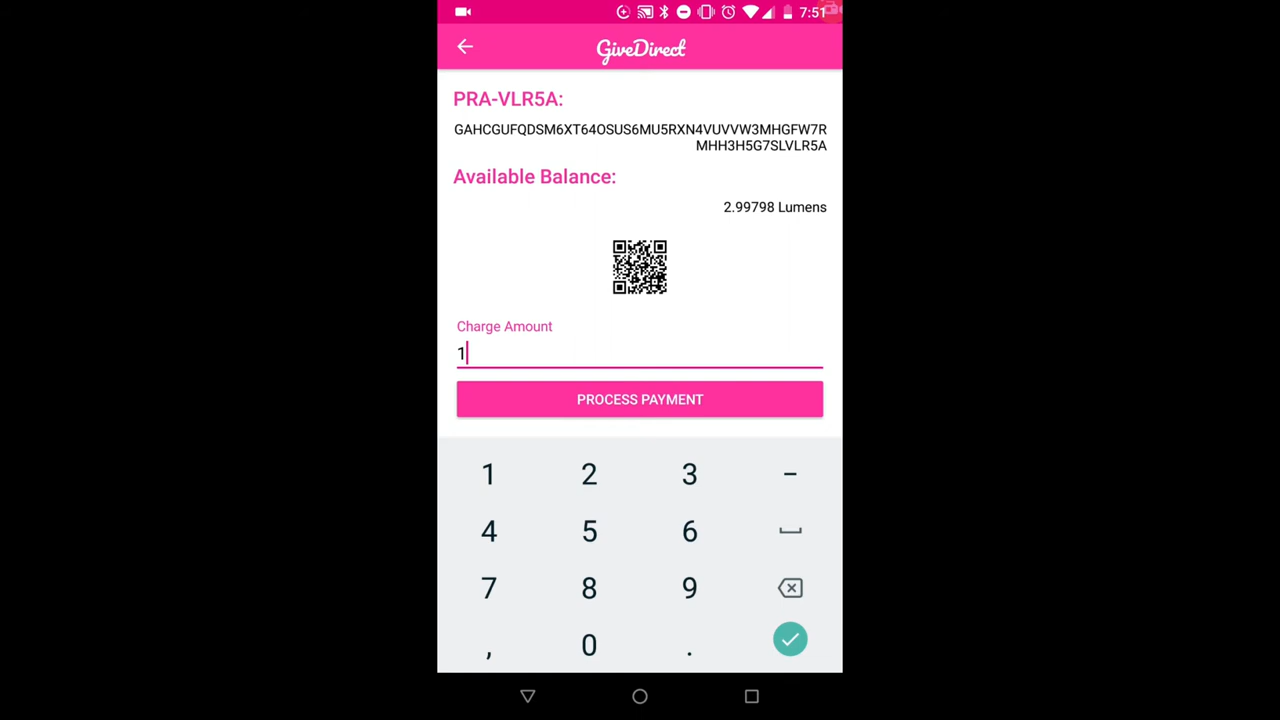 7:51
GiveDirect
PRA-VLR5A:
GAHCGUFQDSM6XT64OSUS6MU5RXN4VUVVW3MHGFW7R
MHH3H5G7SLVLR5A
Available Balance:
2.99798 Lumens
Charge Amount
1
PROCESS PAYMENT
1 2 3 -
4 5 6
7 8 9
, 0 .